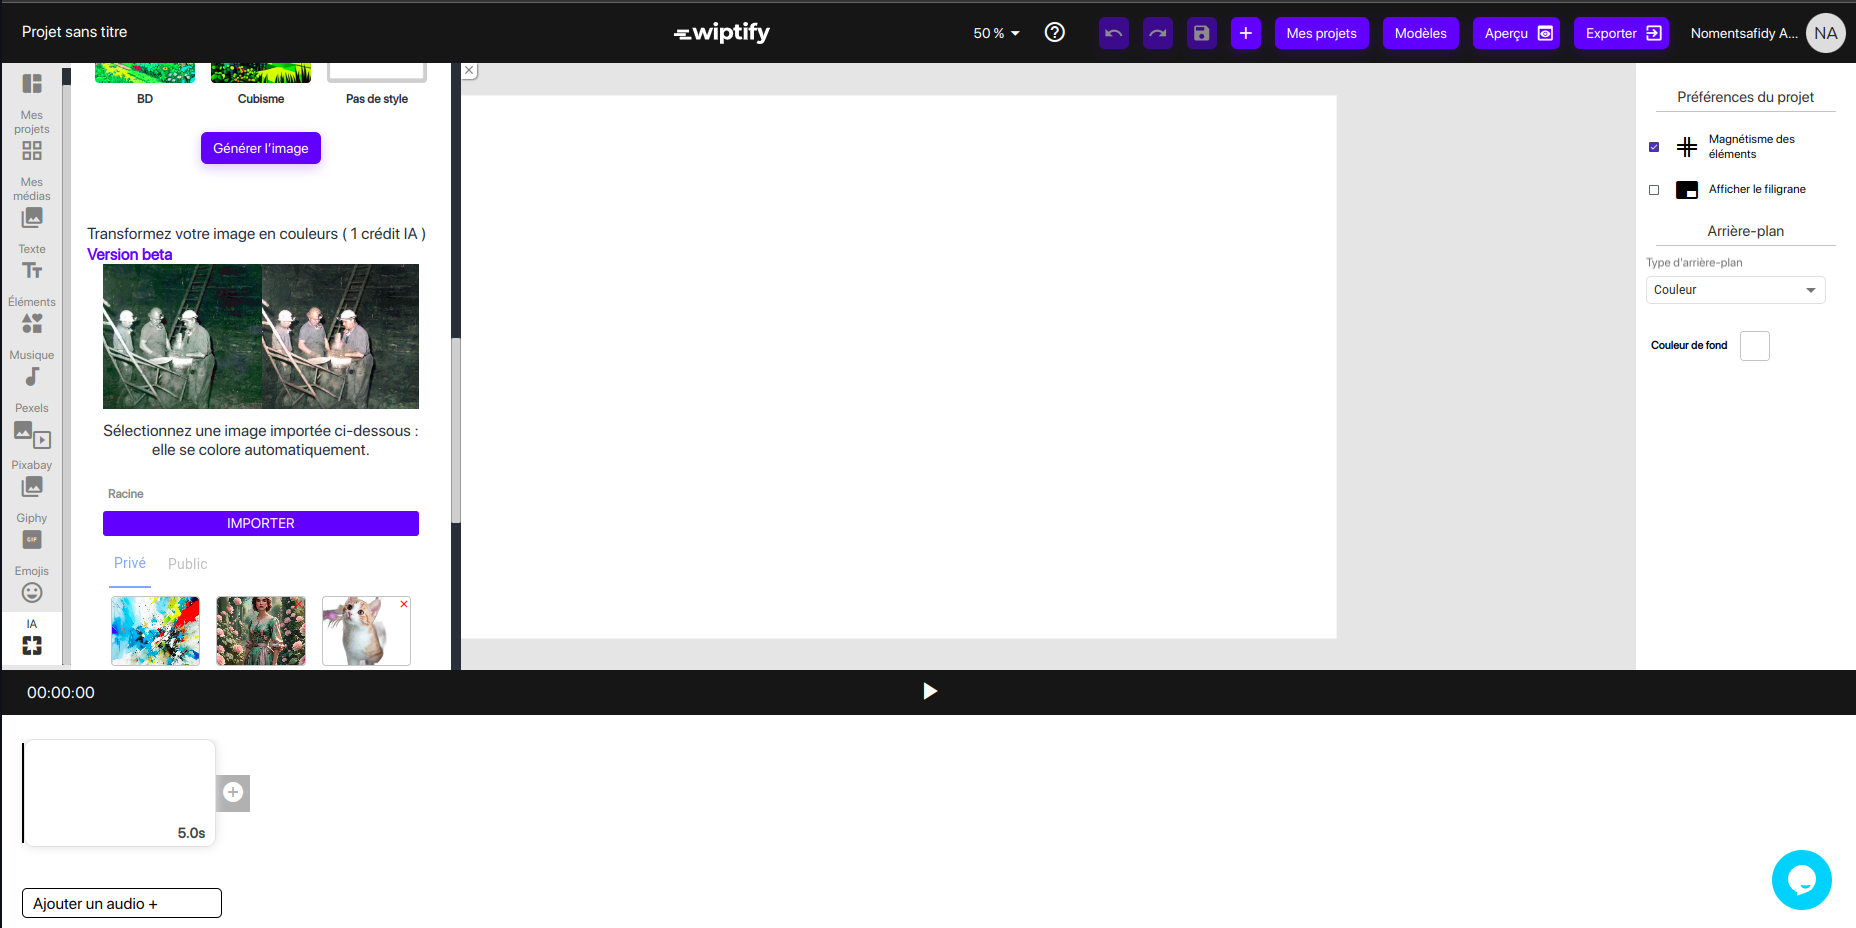 Projet sans titre
wiptify
50 %
Mes projets
Modèles
Aperçu
Exporter
Nomentsafidy A...
NA
Mes
projets
Mes
médias
Texte
Éléments
Musique
Pexels
Pixabay
Giphy
GIF
Emojis
IA
BD
Cubisme
Pas de style
Générer l'image
Transformez votre image en couleurs ( 1 crédit IA )
Version beta
Sélectionnez une image importée ci-dessous :
elle se colore automatiquement.
Racine
IMPORTER
Privé
Public
Préférences du projet
Magnétisme des
éléments
Afficher le filigrane
Arrière-plan
Type d'arrière-plan
Couleur
Couleur de fond
00:00:00
5.0s
Ajouter un audio +